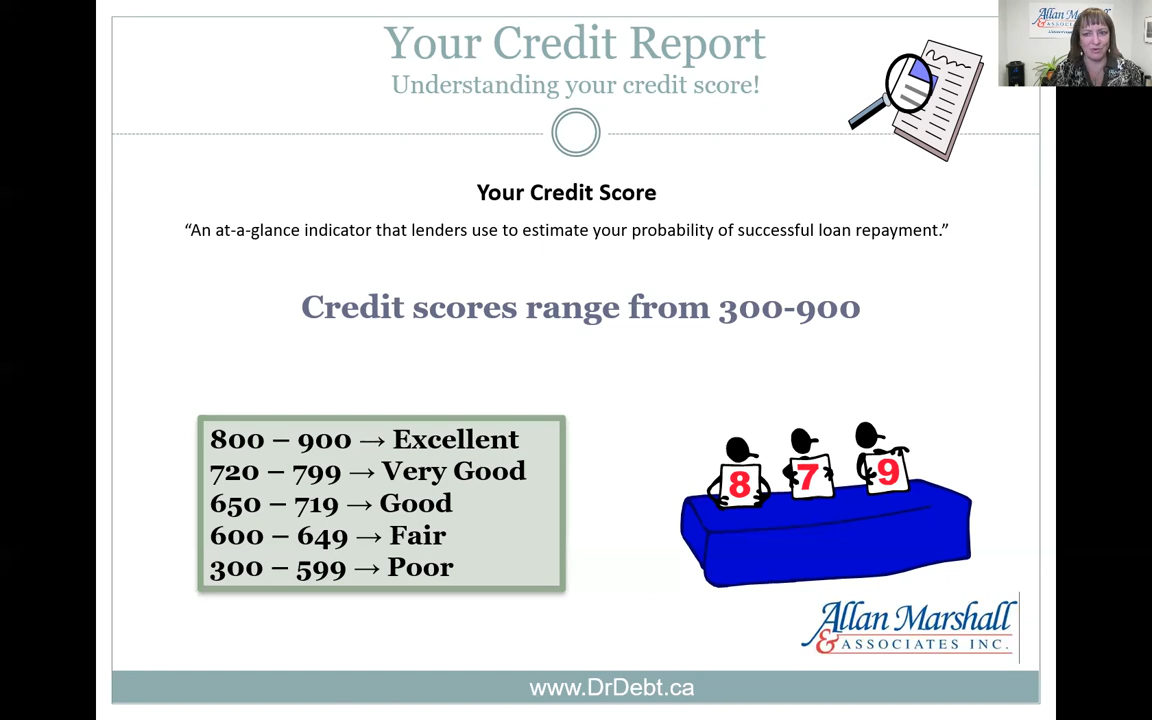 Your Credit Report
Understanding your credit score!
Your Credit Score
“An at-a-glance indicator that lenders use to estimate your probability of successful loan repayment.”
Credit scores range from 300-900
800 – 900 → Excellent
720 – 799 → Very Good
650 – 719 → Good
600 – 649 → Fair
300 – 599 → Poor
8 7 9
Allan Marshall
& ASSOCIATES INC.
www.DrDebt.ca